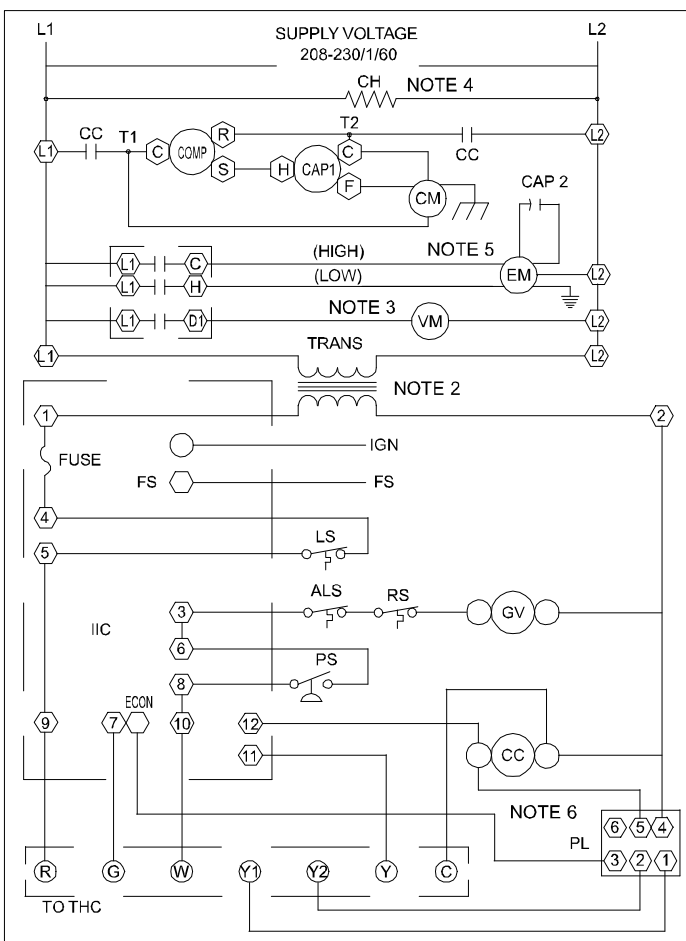 L1 SUPPLY VOLTAGE L2
208-230/1/60
CH NOTE 4
CC T1 R T2
L1 C COMP C CC L2
S H CAP1
F CM CAP 2
(HIGH) NOTE 5
L1 C
(LOW) EM L2
L1 H
NOTE 3
L1 D1 VM L2
TRANS
L1 L2
NOTE 2
1 2
IGN
FUSE
FS FS
4
LS
5
ALS RS
3 GV
IIC
6
PS
8
ECON
9 7 10 12
11 CC
NOTE 6
6 5 4
PL
3 2 1
R G W Y1 Y2 Y C
TO THC